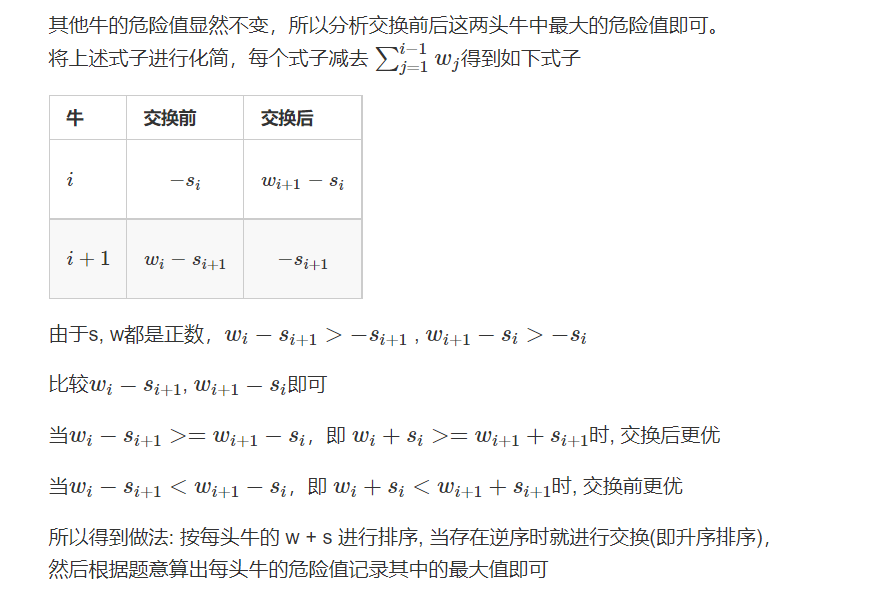 其他牛的危险值显然不变，所以分析交换前后这两头牛中最大的危险值即可。
将上述式子进行化简，每个式子减去 $\sum_{j=1}^{i-1} w_j$得到如下式子
牛 交换前 交换后
$i$ $-s_i$ $w_{i+1} - s_i$
$i+1$ $w_i - s_{i+1}$ $-s_{i+1}$
由于s, w都是正数，$w_i - s_{i+1} > -s_{i+1}$ , $w_{i+1} - s_i > -s_i$
比较$w_i - s_{i+1}$, $w_{i+1} - s_i$即可
当$w_i - s_{i+1} >= w_{i+1} - s_i$，即 $w_i + s_i >= w_{i+1} + s_{i+1}$时, 交换后更优
当$w_i - s_{i+1} < w_{i+1} - s_i$，即 $w_i + s_i < w_{i+1} + s_{i+1}$时, 交换前更优
所以得到做法: 按每头牛的 w + s 进行排序, 当存在逆序时就进行交换(即升序排序)，
然后根据题意算出每头牛的危险值记录其中的最大值即可